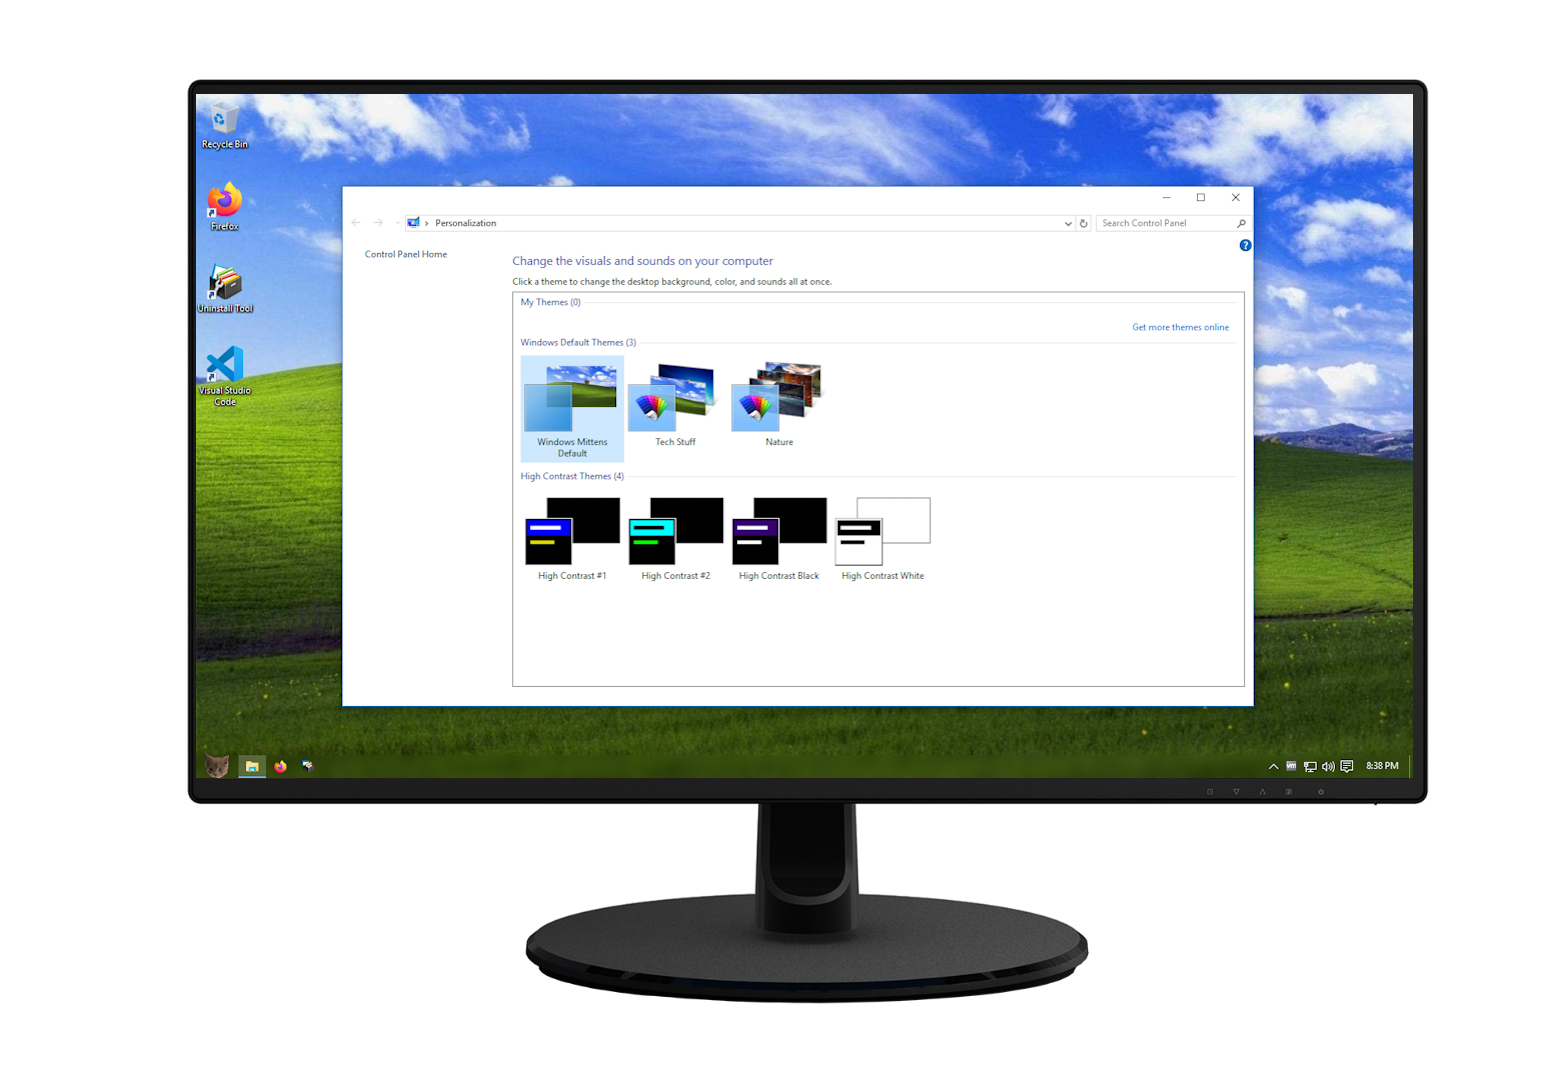 Recycle Bin
Firefox
Uninstall Tool
Visual Studio
Code
Personalization
Search Control Panel
?
Control Panel Home
Change the visuals and sounds on your computer
Click a theme to change the desktop background, color, and sounds all at once.
My Themes (0)
Get more themes online
Windows Default Themes (3)
Windows Mittens
Default
Tech Stuff
Nature
High Contrast Themes (4)
High Contrast #1
High Contrast #2
High Contrast Black
High Contrast White
vm
8:38 PM